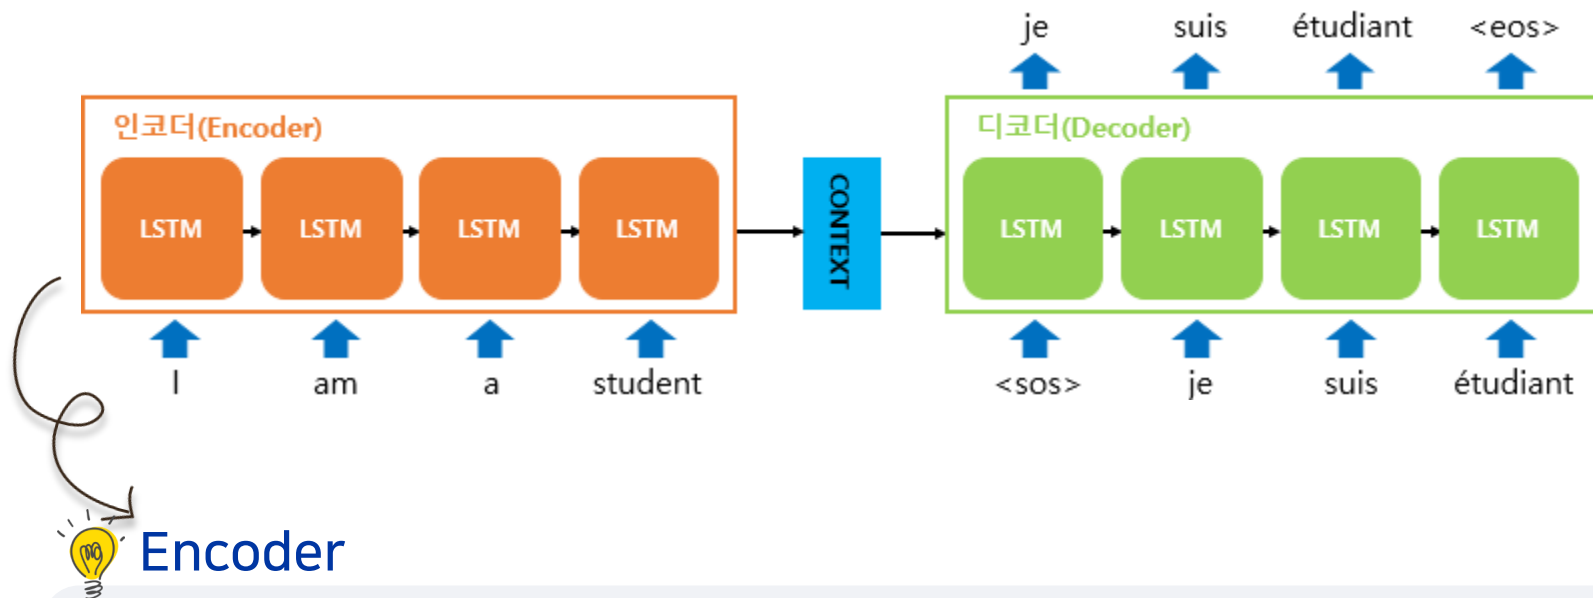 je suis étudiant <eos>
인코더(Encoder)
디코더(Decoder)
LSTM LSTM LSTM LSTM
CONTEXT
LSTM LSTM LSTM LSTM
I am a student
<sos> je suis étudiant
Encoder